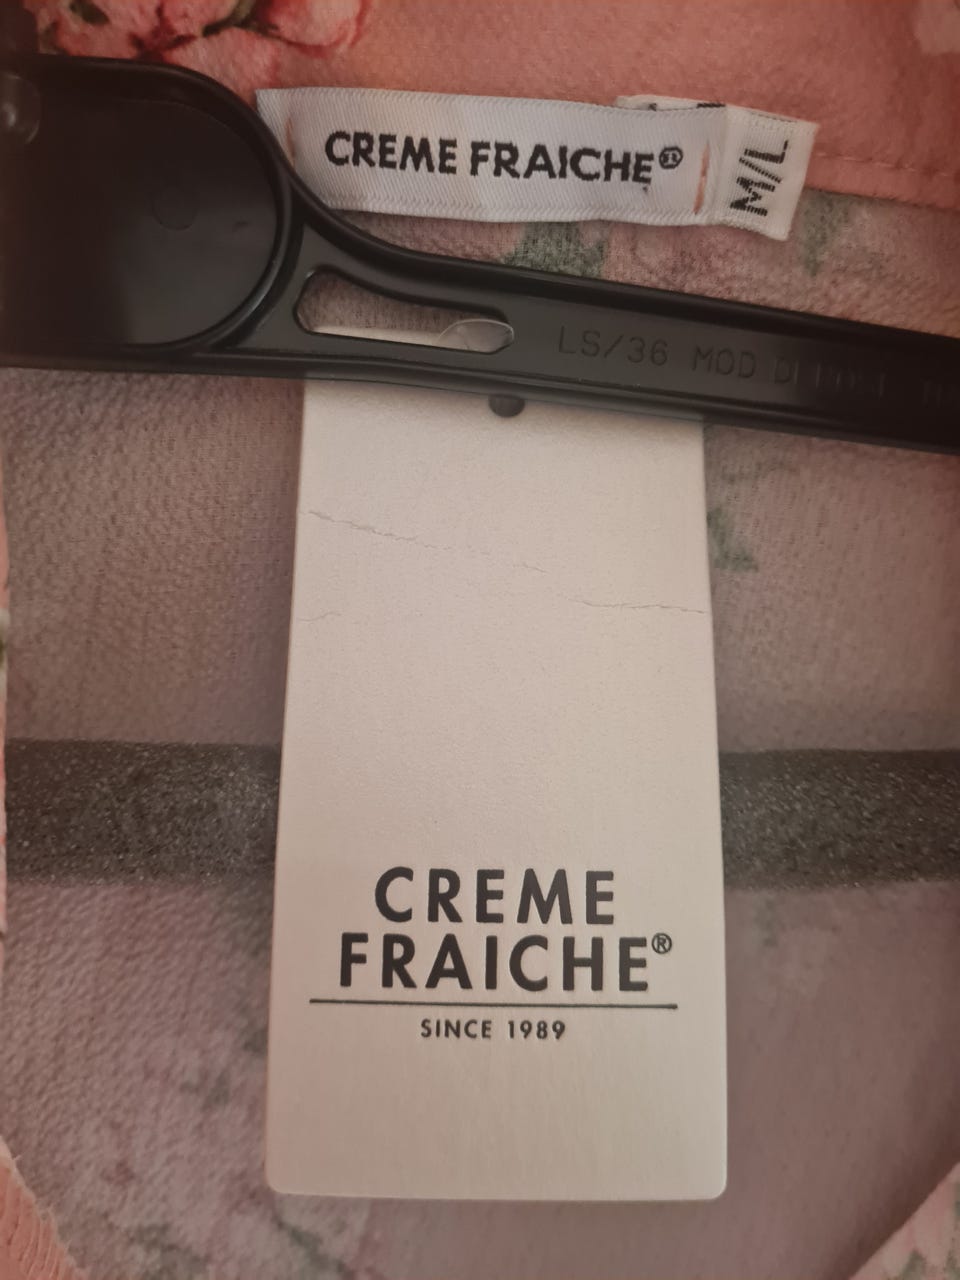 CREME FRAICHE®
M/L
LS/36 MOD
CREME
FRAICHE®
SINCE 1989